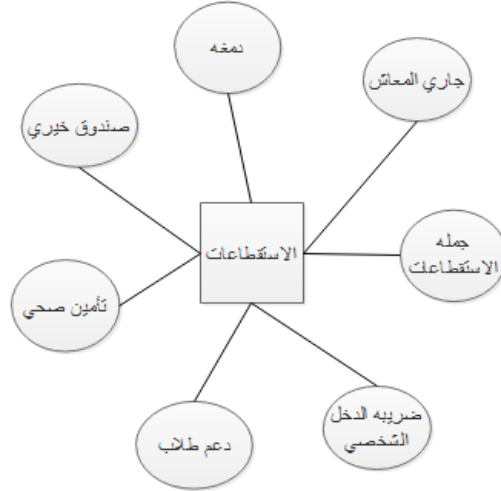 دمغه
جاري المعاش
صندوق خيري
الاستقطاعات
جمله
الاستقطاعات
تأمين صحي
ضريبه الدخل
الشخصي
دعم طلاب